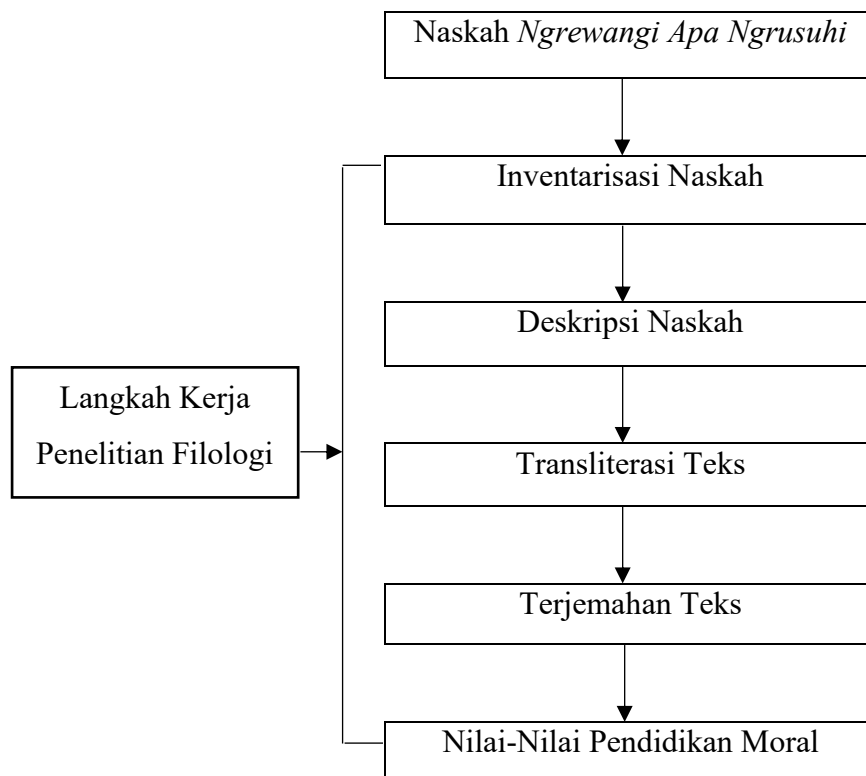 Naskah Ngrewangi Apa Ngrusuhi
Inventarisasi Naskah
Deskripsi Naskah
Langkah Kerja
Penelitian Filologi
Transliterasi Teks
Terjemahan Teks
Nilai-Nilai Pendidikan Moral